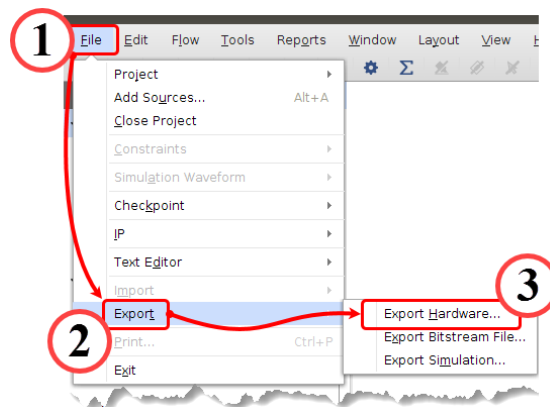 1 File Edit Flow Tools Reports Window Layout View H
Project
Add Sources... Alt+A
Close Project
Constraints
Simulation Waveform
Checkpoint
IP
Text Editor
Import
3
Export Export Hardware...
2 Print... Ctrl+P Export Bitstream File...
Exit Export Simulation...